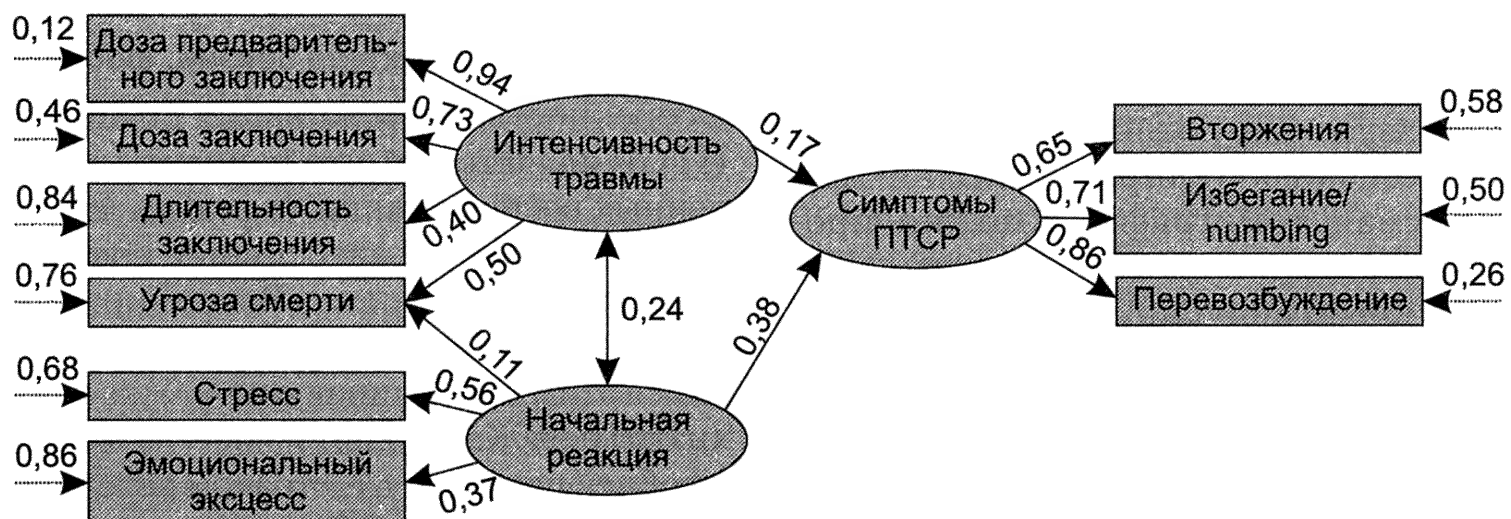 0,12
Доза предваритель-
ного заключения
0,94
0,46
Доза заключения
0,73
Интенсивность
травмы
0,17
0,84
Длительность
заключения
0,40
0,76
Угроза смерти
0,50
0,24
0,11
0,68
Стресс
0,56
Начальная
реакция
0,38
0,86
Эмоциональный
эксцесс
0,37
Симптомы
ПТСР
0,65
Вторжения
0,58
0,71
Избегание/
numbing
0,50
0,86
Перевозбуждение
0,26